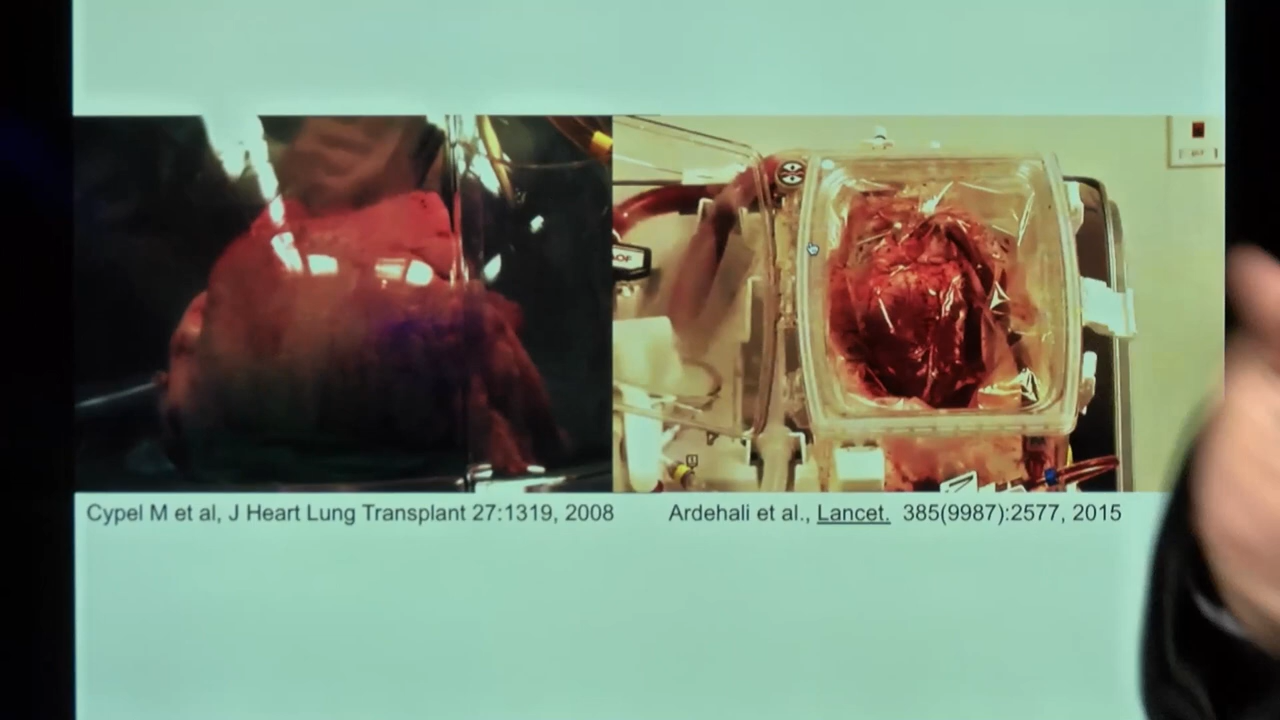 Cypel M et al, J Heart Lung Transplant 27:1319, 2008
Ardehali et al., Lancet. 385(9987):2577, 2015